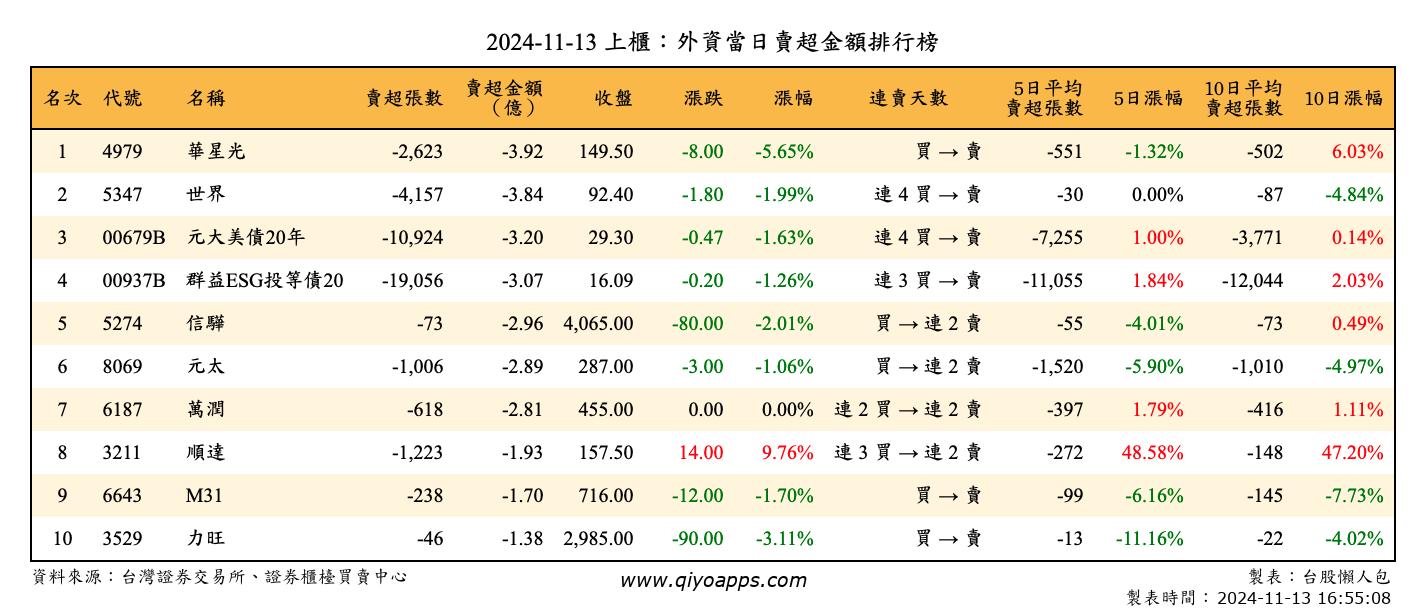 2024-11-13 上櫃：外資當日賣超金額排行榜
名次 代號 名稱 賣超張數 賣超金額（億） 收盤 漲跌 漲幅 連賣天數 5日平均賣超張數 5日漲幅 10日平均賣超張數 10日漲幅
1 4979 華星光 -2,623 -3.92 149.50 -8.00 -5.65% 買 → 賣 -551 -1.32% -502 6.03%
2 5347 世界 -4,157 -3.84 92.40 -1.80 -1.99% 連 4 買 → 賣 -30 0.00% -87 -4.84%
3 00679B 元大美債20年 -10,924 -3.20 29.30 -0.47 -1.63% 連 4 買 → 賣 -7,255 1.00% -3,771 0.14%
4 00937B 群益ESG投等債20 -19,056 -3.07 16.09 -0.20 -1.26% 連 3 買 → 賣 -11,055 1.84% -12,044 2.03%
5 5274 信驊 -73 -2.96 4,065.00 -80.00 -2.01% 買 → 連 2 賣 -55 -4.01% -73 0.49%
6 8069 元太 -1,006 -2.89 287.00 -3.00 -1.06% 買 → 連 2 賣 -1,520 -5.90% -1,010 -4.97%
7 6187 萬潤 -618 -2.81 455.00 0.00 0.00% 連 2 買 → 連 2 賣 -397 1.79% -416 1.11%
8 3211 順達 -1,223 -1.93 157.50 14.00 9.76% 連 3 買 → 連 2 賣 -272 48.58% -148 47.20%
9 6643 M31 -238 -1.70 716.00 -12.00 -1.70% 買 → 賣 -99 -6.16% -145 -7.73%
10 3529 力旺 -46 -1.38 2,985.00 -90.00 -3.11% 買 → 賣 -13 -11.16% -22 -4.02%
資料來源：台灣證券交易所、證券櫃檯買賣中心 www.qiyoapps.com 製表：台股懶人包
製表時間：2024-11-13 16:55:08